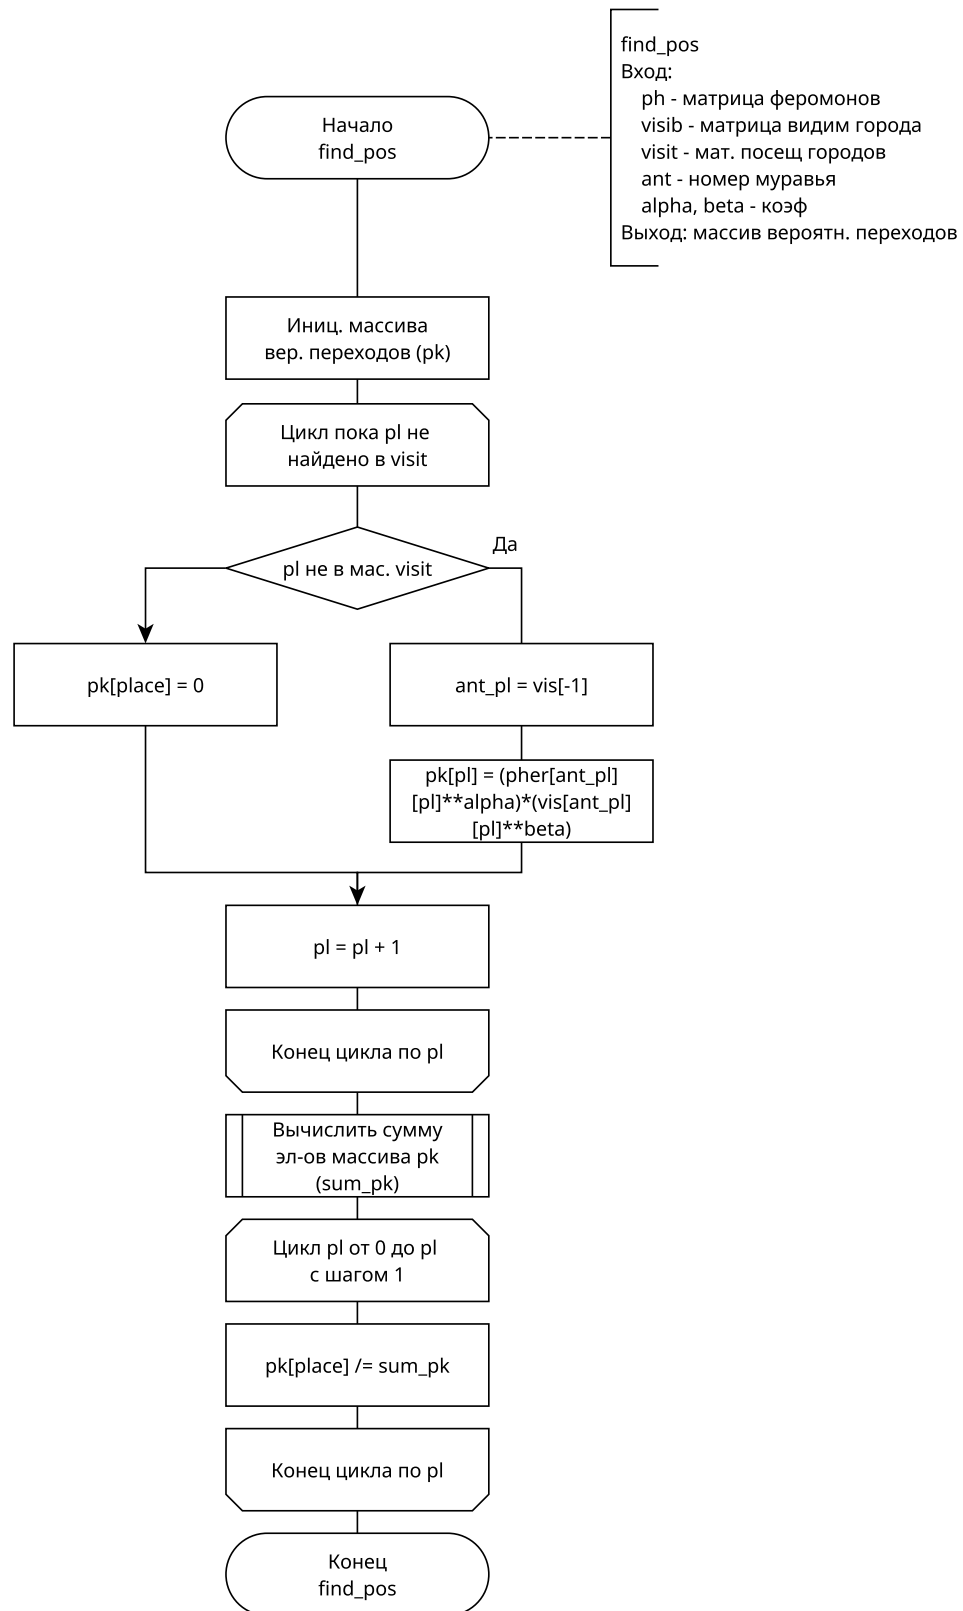 find_pos
Вход:
ph - матрица феромонов
visib - матрица видим города
visit - мат. посещ городов
ant - номер муравья
alpha, beta - коэф
Выход: массив вероятн. переходов
Начало
find_pos
Иниц. массива
вер. переходов (pk)
Цикл пока pl не
найдено в visit
Да
pl не в мас. visit
pk[place] = 0
ant_pl = vis[-1]
pk[pl] = (pher[ant_pl]
[pl]**alpha)*(vis[ant_pl]
[pl]**beta)
pl = pl + 1
Конец цикла по pl
Вычислить сумму
эл-ов массива pk
(sum_pk)
Цикл pl от 0 до pl
с шагом 1
pk[place] /= sum_pk
Конец цикла по pl
Конец
find_pos